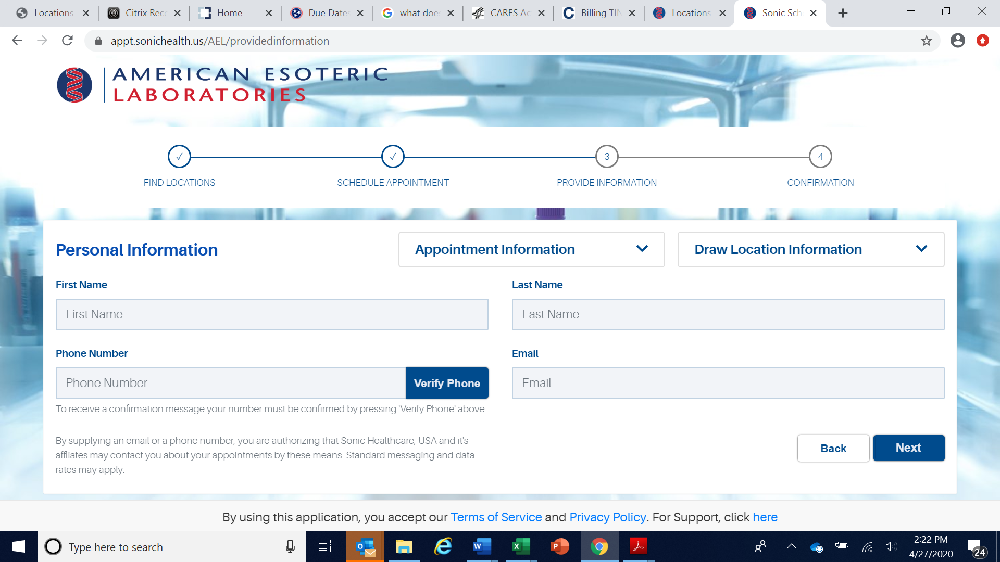 Locations
Citrix Rece
Home
Due Dates
what does
CARES Ac
Billing TIN
Locations
Sonic Sch
appt.sonichealth.us/AEL/providedinformation
AMERICAN ESOTERIC
LABORATORIES
✓
✓
3
4
FIND LOCATIONS
SCHEDULE APPOINTMENT
PROVIDE INFORMATION
CONFIRMATION
Personal Information
Appointment Information
Draw Location Information
First Name
Last Name
First Name
Last Name
Phone Number
Email
Phone Number
Verify Phone
Email
To receive a confirmation message your number must be confirmed by pressing 'Verify Phone' above.
By supplying an email or a phone number, you are authorizing that Sonic Healthcare, USA and it's
affliates may contact you about your appointments by these means. Standard messaging and data
rates may apply.
Back
Next
By using this application, you accept our Terms of Service and Privacy Policy. For Support, click here
Type here to search
2:22 PM
4/27/2020
24